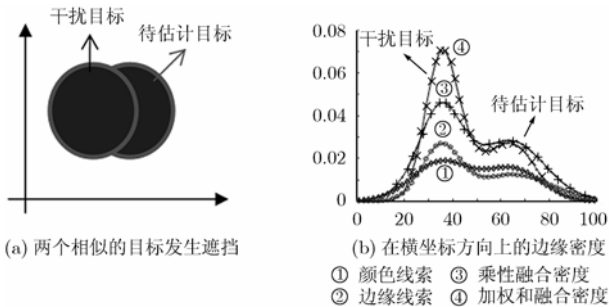 (a)
干扰目标
待估计目标
(a) 两个相似的目标发生遮挡
(b)
0.08
0.06
0.04
0.02
0
0 20 40 60 80 100
干扰目标
待估计目标
④
③
②
①
(b) 在横坐标方向上的边缘密度
① 颜色线索 ③ 乘性融合密度
② 边缘线索 ④ 加权和融合密度